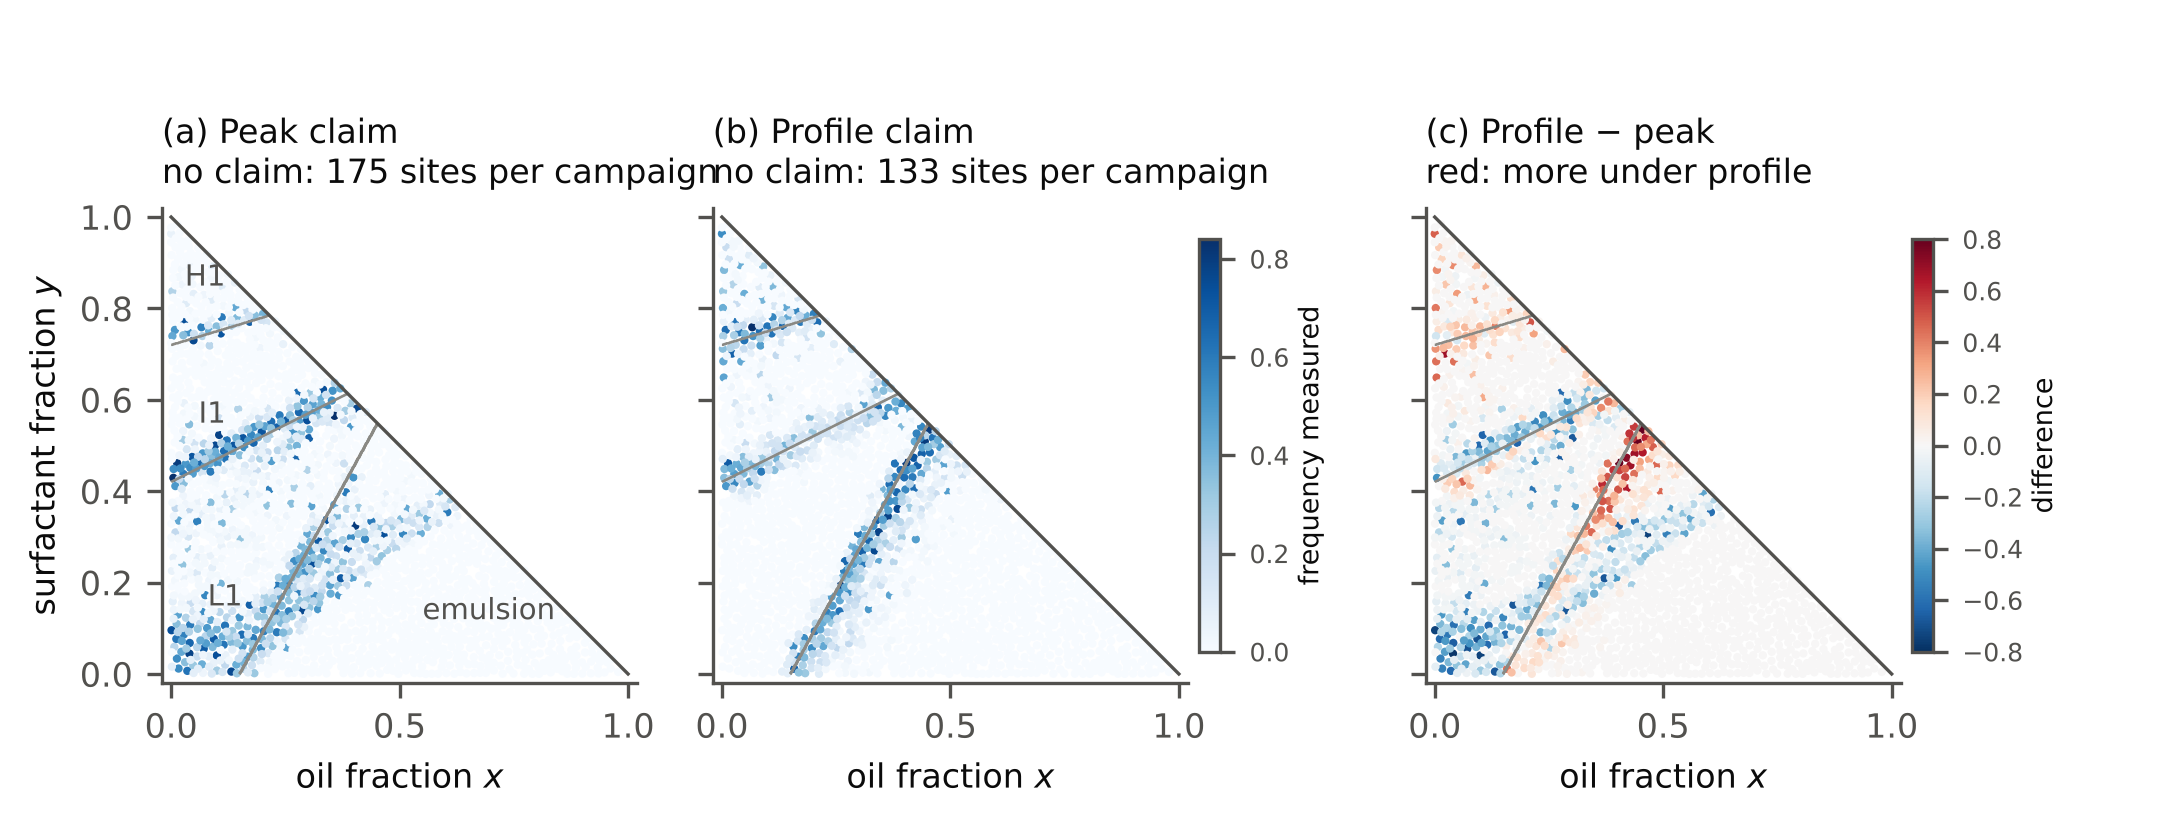 (a) Peak claim
no claim: 175 sites per campaign
(b) Profile claim
no claim: 133 sites per campaign
(c) Profile − peak
red: more under profile
surfactant fraction y
1.0
0.8
0.6
0.4
0.2
0.0
H1
I1
L1
emulsion
0.0
0.5
1.0
oil fraction x
0.0
0.5
1.0
oil fraction x
0.8
0.6
0.4
0.2
0.0
frequency measured
0.0
0.5
1.0
oil fraction x
0.8
0.6
0.4
0.2
0.0
−0.2
−0.4
−0.6
−0.8
difference